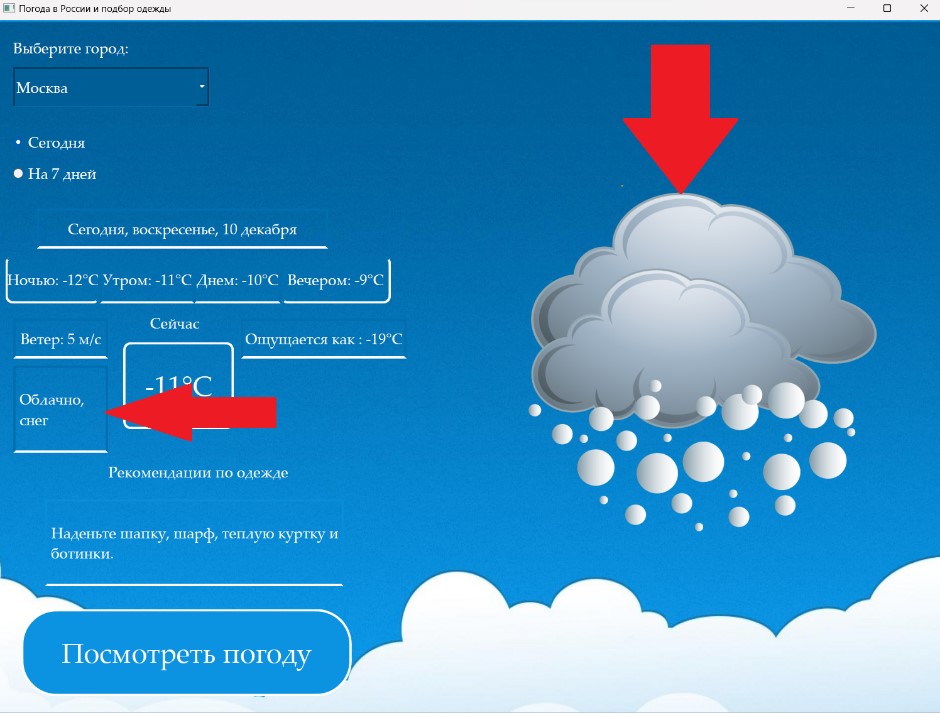 Погода в России и подбор одежды
Выберите город:
Москва
Сегодня
На 7 дней
Сегодня, воскресенье, 10 декабря
Ночью: -12°C Утром: -11°C Днем: -10°C Вечером: -9°C
Сейчас
Ветер: 5 м/с
Ощущается как : -19°C
-11°C
Облачно,
снег
Рекомендации по одежде
Наденьте шапку, шарф, теплую куртку и
ботинки.
Посмотреть погоду